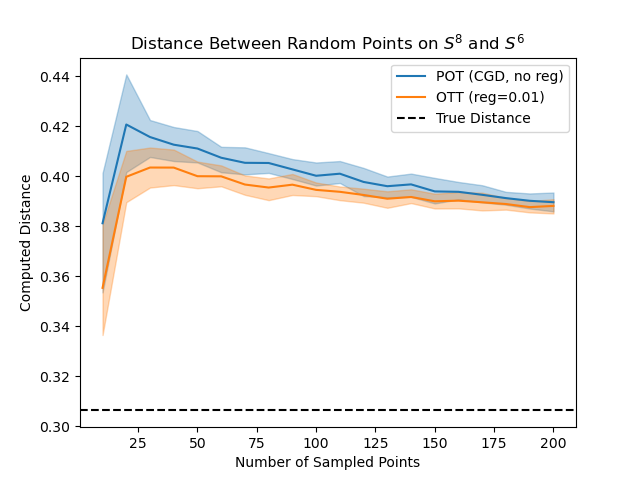 Distance Between Random Points on $S^8$ and $S^6$
POT (CGD, no reg)
OTT (reg=0.01)
True Distance
Computed Distance
0.44
0.42
0.40
0.38
0.36
0.34
0.32
0.30
25 50 75 100 125 150 175 200
Number of Sampled Points